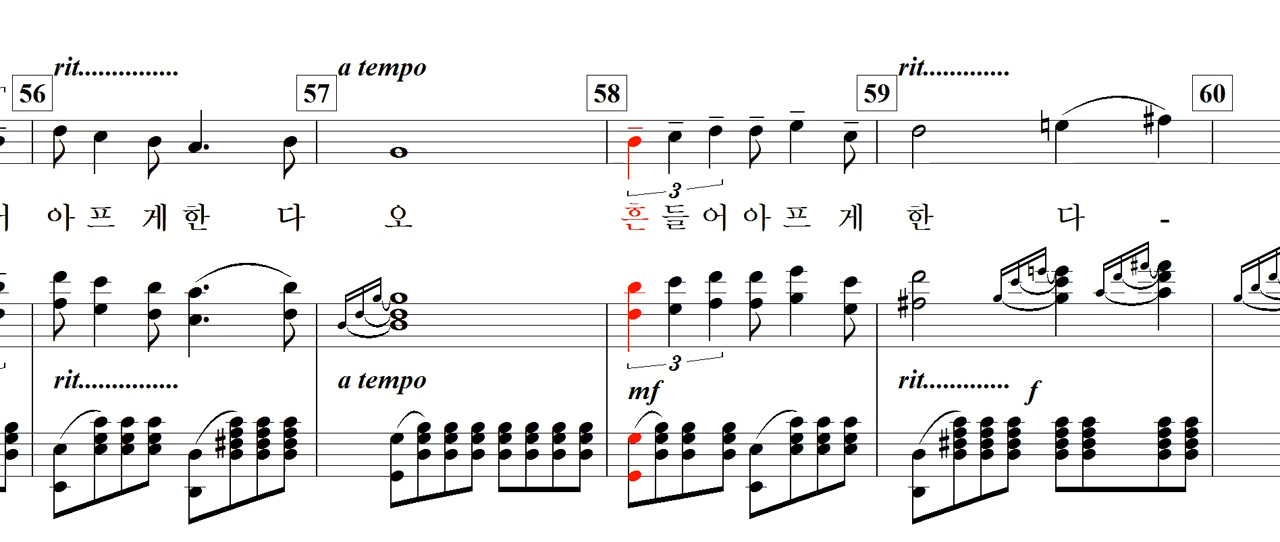 rit............... a tempo rit.............
56 57 58 59 60
3
아 프 게 한 다 오 흔 들 어 아 프 게 한 다 -
3
rit............... a tempo mf rit............. f